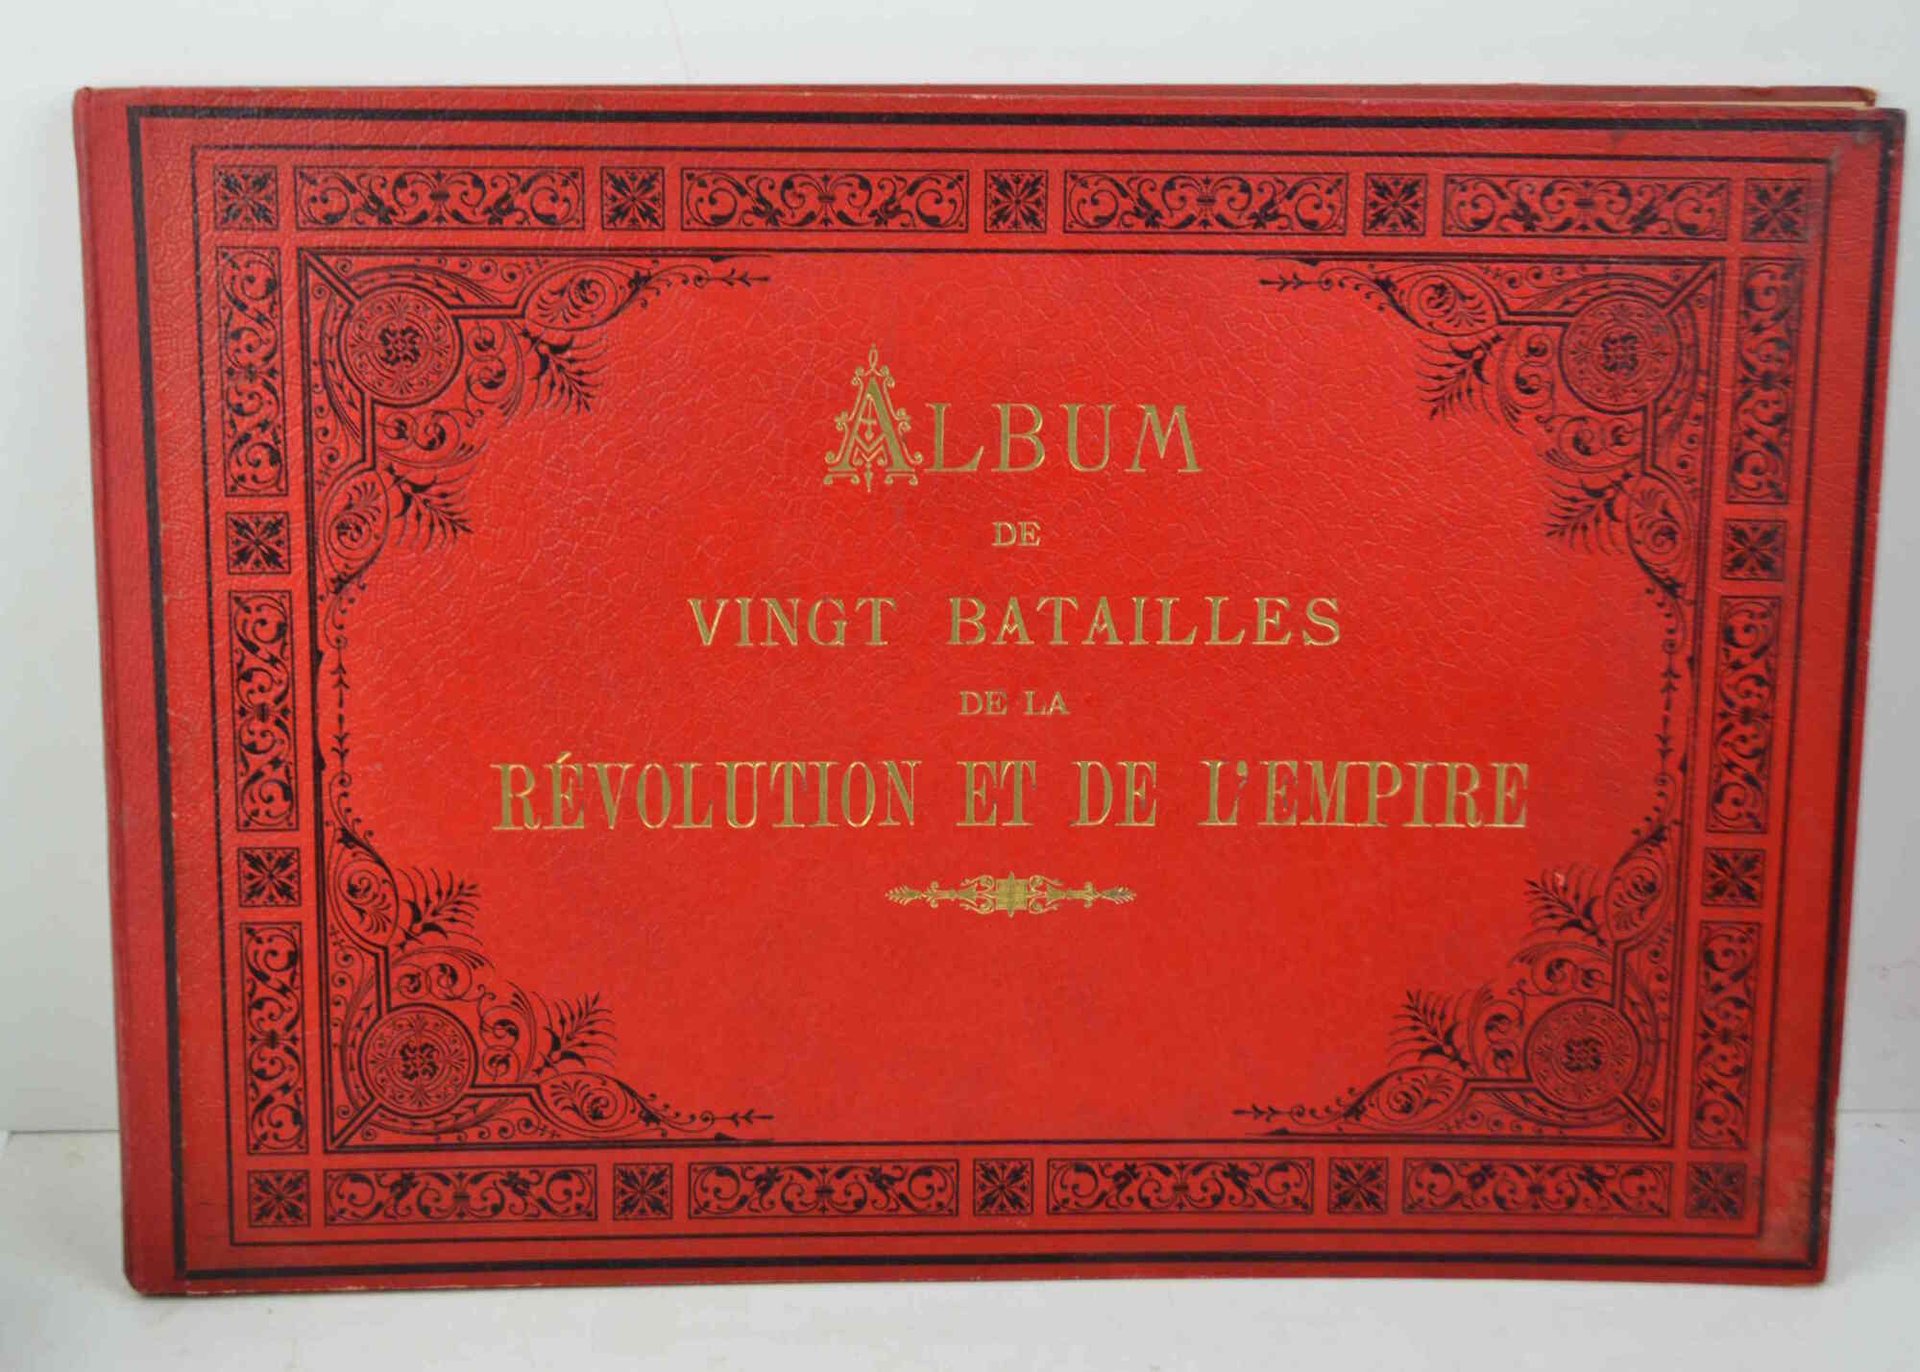 ALBUM
DE
VINGT BATAILLES
DE LA
RÉVOLUTION ET DE L'EMPIRE